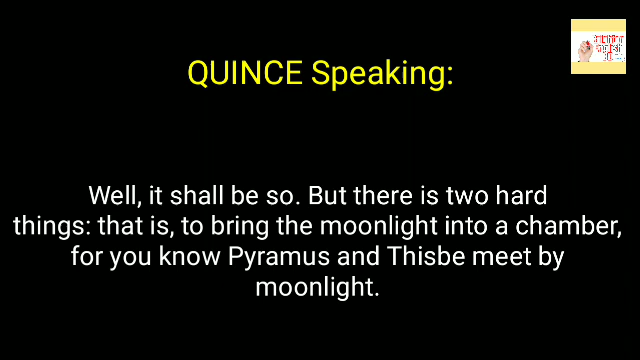 QUINCE Speaking:
Well, it shall be so. But there is two hard
things: that is, to bring the moonlight into a chamber,
for you know Pyramus and Thisbe meet by
moonlight.